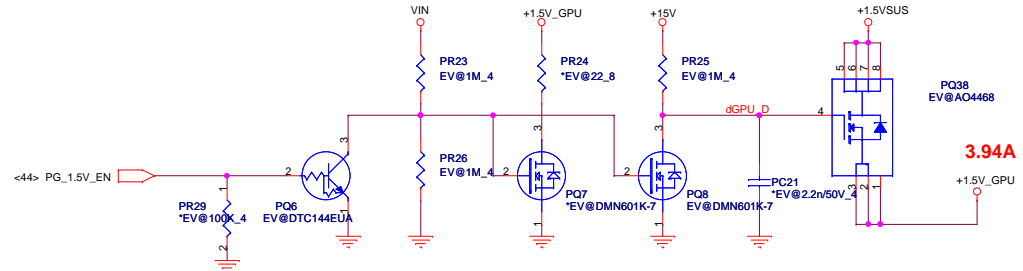 VIN
+1.5V_GPU
+15V
+1.5VSUS
PR23
EV@1M_4
PR24
*EV@22_8
PR25
EV@1M_4
5
6
7
8
PQ38
EV@AO4468
dGPU_D
4
3.94A
3
3
3
<44> PG_1.5V_EN
2
PR26
EV@1M_4
2
2
1
PR29
*EV@100K_4
2
PQ6
EV@DTC144EUA
1
PQ7
*EV@DMN601K-7
1
PQ8
EV@DMN601K-7
1
PC21
*EV@2.2n/50V_4
3
2
1
+1.5V_GPU